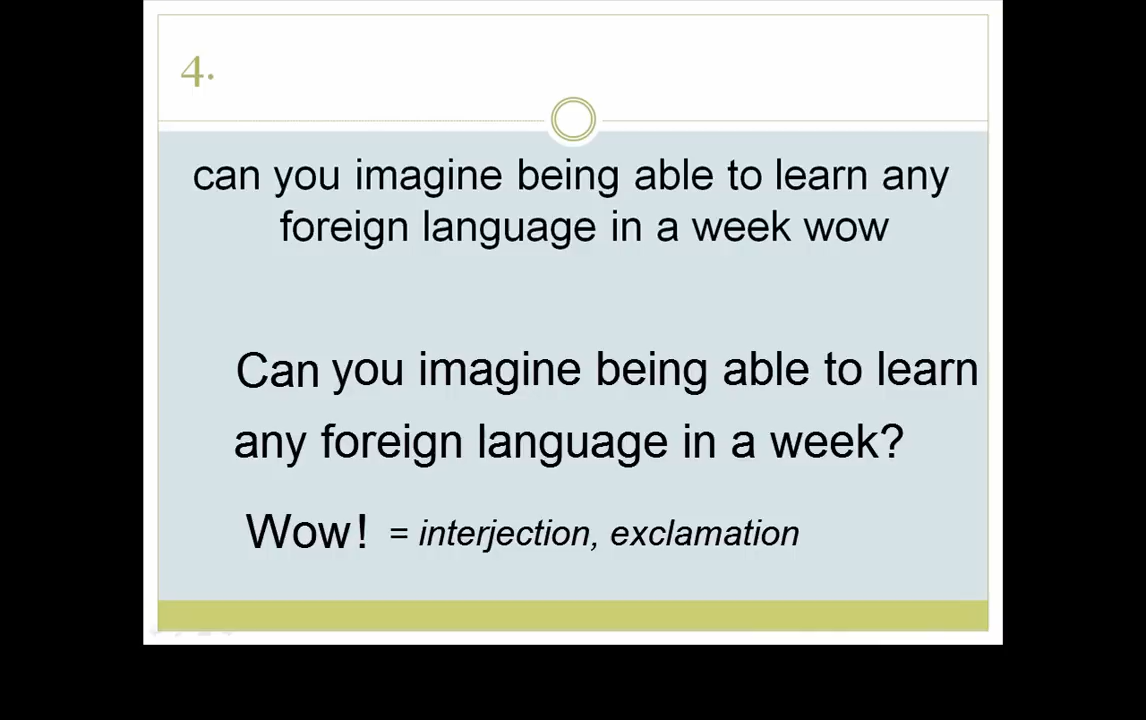 4.
can you imagine being able to learn any
foreign language in a week wow
Can you imagine being able to learn
any foreign language in a week?
Wow! = interjection, exclamation